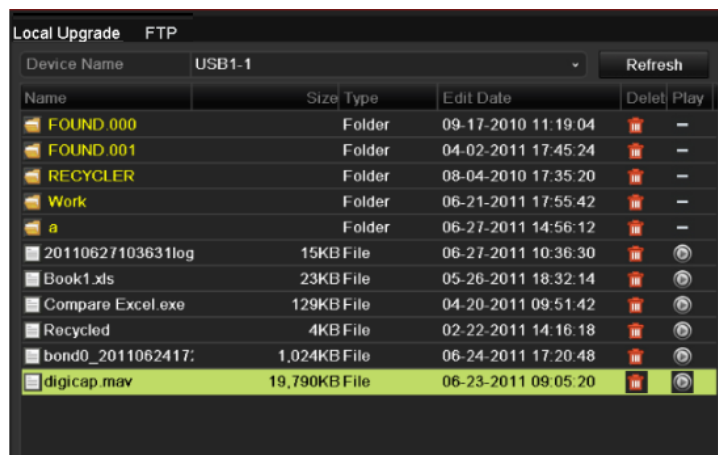 Local Upgrade FTP
Device Name USB1-1 Refresh
Name Size Type Edit Date Delet Play
FOUND.000 Folder 09-17-2010 11:19:04 –
FOUND.001 Folder 04-02-2011 17:45:24 –
RECYCLER Folder 08-04-2010 17:35:20 –
Work Folder 06-21-2011 17:55:42 –
a Folder 06-27-2011 14:56:12 –
20110627103631log 15KB File 06-27-2011 10:36:30
Book1.xls 23KB File 05-26-2011 18:32:14
Compare Excel.exe 129KB File 04-20-2011 09:51:42
Recycled 4KB File 02-22-2011 14:16:18
bond0_2011062417: 1,024KB File 06-24-2011 17:20:48
digicap.mav 19,790KB File 06-23-2011 09:05:20